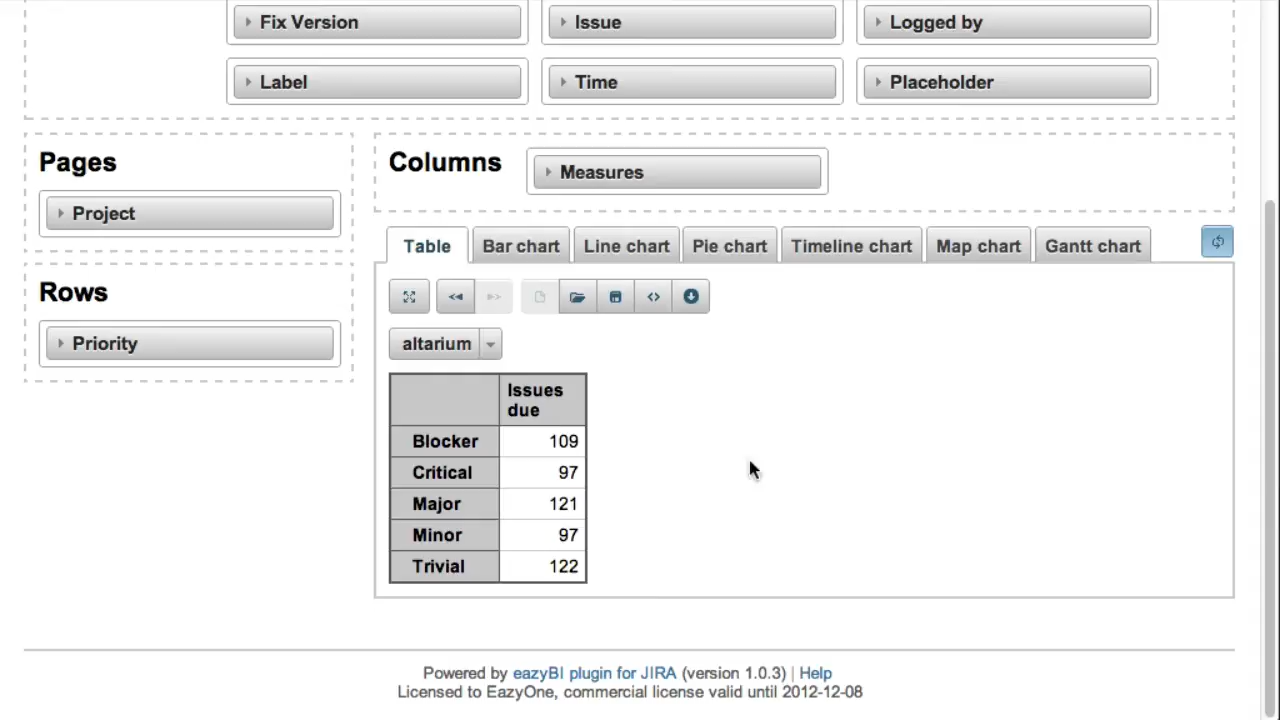 Fix Version
Issue
Logged by
Label
Time
Placeholder
Pages
Project
Columns
Measures
Rows
Priority
Table
Bar chart
Line chart
Pie chart
Timeline chart
Map chart
Gantt chart
altarium
Issues
due
Blocker 109
Critical 97
Major 121
Minor 97
Trivial 122
Powered by eazyBI plugin for JIRA (version 1.0.3) | Help
Licensed to EazyOne, commercial license valid until 2012-12-08